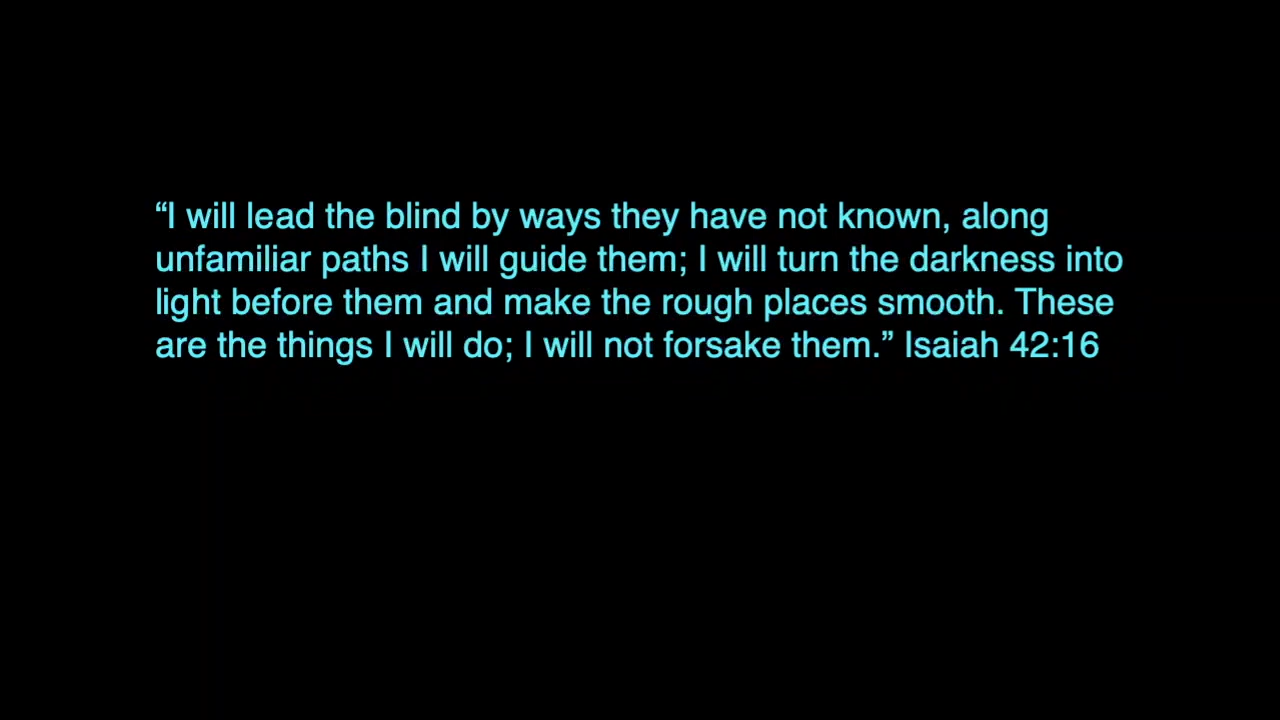 “I will lead the blind by ways they have not known, along
unfamiliar paths I will guide them; I will turn the darkness into
light before them and make the rough places smooth. These
are the things I will do; I will not forsake them.” Isaiah 42:16